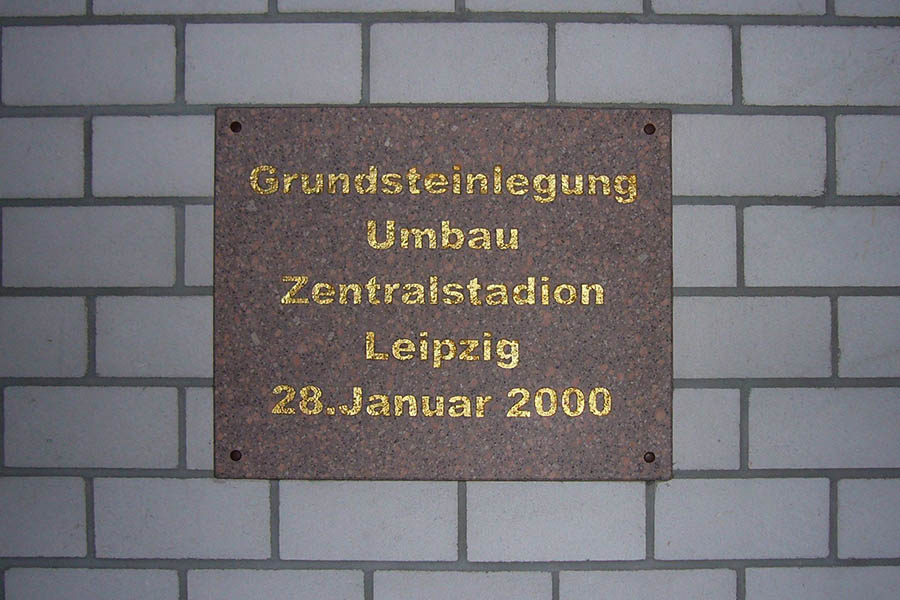 Grundsteinlegung
Umbau
Zentralstadion
Leipzig
28.Januar 2000